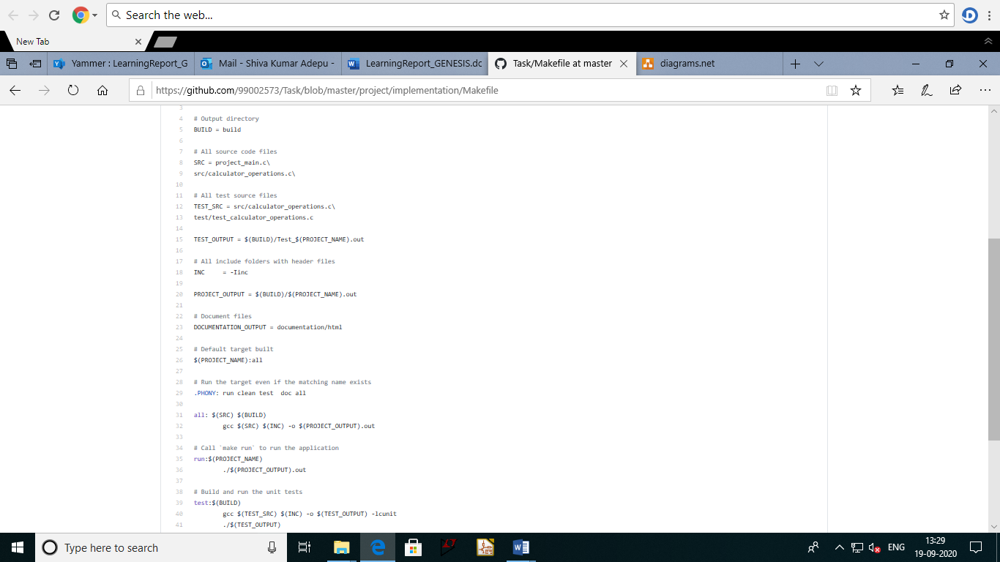 Search the web...
New Tab
Yammer : LearningReport_G
Mail - Shiva Kumar Adepu -
LearningReport_GENESIS.dc
Task/Makefile at master
diagrams.net
https://github.com/99002573/Task/blob/master/project/implementation/Makefile
3
4 # Output directory
5 BUILD = build
6
7 # All source code files
8 SRC = project_main.c\
9 src/calculator_operations.c\
10
11 # All test source files
12 TEST_SRC = src/calculator_operations.c\
13 test/test_calculator_operations.c
14
15 TEST_OUTPUT = $(BUILD)/Test_$(PROJECT_NAME).out
16
17 # All include folders with header files
18 INC     = -Iinc
19
20 PROJECT_OUTPUT = $(BUILD)/$(PROJECT_NAME).out
21
22 # Document files
23 DOCUMENTATION_OUTPUT = documentation/html
24
25 # Default target built
26 $(PROJECT_NAME):all
27
28 # Run the target even if the matching name exists
29 .PHONY: run clean test  doc all
30
31 all: $(SRC) $(BUILD)
32         gcc $(SRC) $(INC) -o $(PROJECT_OUTPUT).out
33
34 # Call `make run` to run the application
35 run:$(PROJECT_NAME)
36         ./$(PROJECT_OUTPUT).out
37
38 # Build and run the unit tests
39 test:$(BUILD)
40         gcc $(TEST_SRC) $(INC) -o $(TEST_OUTPUT) -lcunit
41         ./$(TEST_OUTPUT)
Type here to search
ENG
13:29
19-09-2020